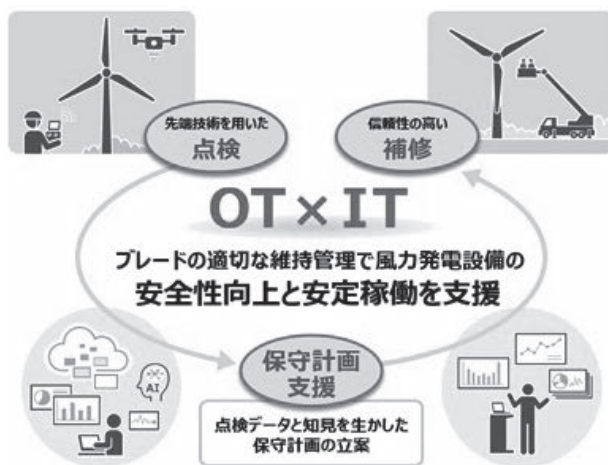 先端技術を用いた
点検
信頼性の高い
補修
OT×IT
ブレードの適切な維持管理で風力発電設備の
安全性向上と安定稼働を支援
AI
保守計画
支援
点検データと知見を生かした
保守計画の立案